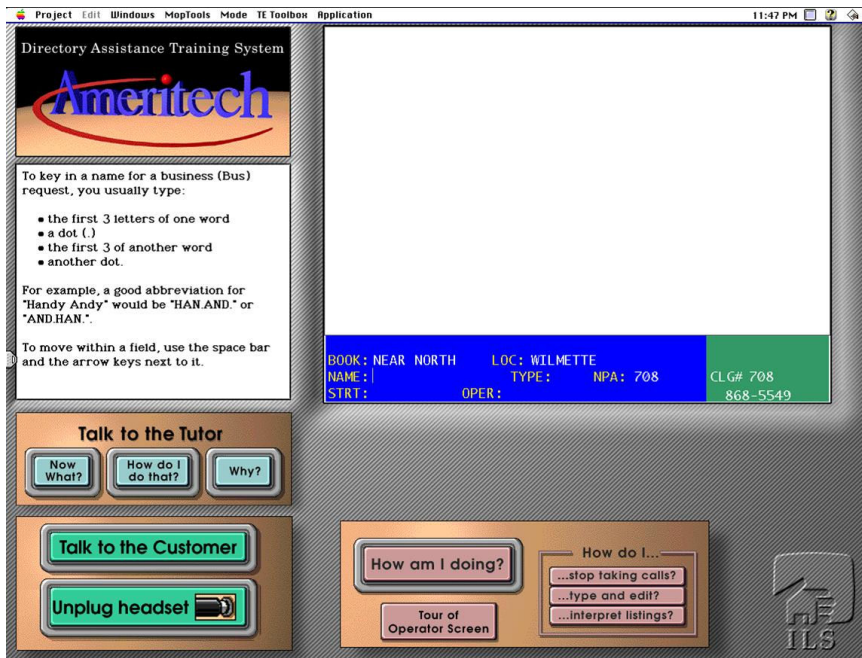 Project Edit Windows MopTools Mode TE Toolbox Application 11:47 PM
Directory Assistance Training System
Ameritech
To key in a name for a business (Bus)
request, you usually type:
• the first 3 letters of one word
• a dot (.)
• the first 3 of another word
• another dot.
For example, a good abbreviation for
"Handy Andy" would be "HAN.AND." or
"AND.HAN.".
To move within a field, use the space bar
and the arrow keys next to it.
BOOK: NEAR NORTH LOC: WILMETTE
NAME: TYPE: NPA: 708 CLG# 708
STRT: OPER: 868-5549
Talk to the Tutor
Now
What?
How do I
do that?
Why?
Talk to the Customer
Unplug headset
How am I doing?
Tour of
Operator Screen
How do I...
...stop taking calls?
...type and edit?
...interpret listings?
ILS